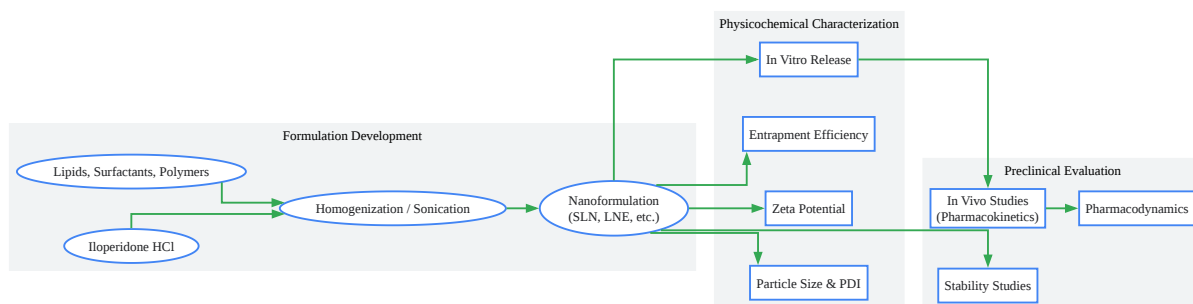 Physicochemical Characterization
In Vitro Release
Entrapment Efficiency
Formulation Development
Lipids, Surfactants, Polymers
Preclinical Evaluation
Homogenization / Sonication
Nanoformulation
(SLN, LNE, etc.)
Zeta Potential
In Vivo Studies
(Pharmacokinetics)
Pharmacodynamics
Iloperidone HCl
Particle Size & PDI
Stability Studies